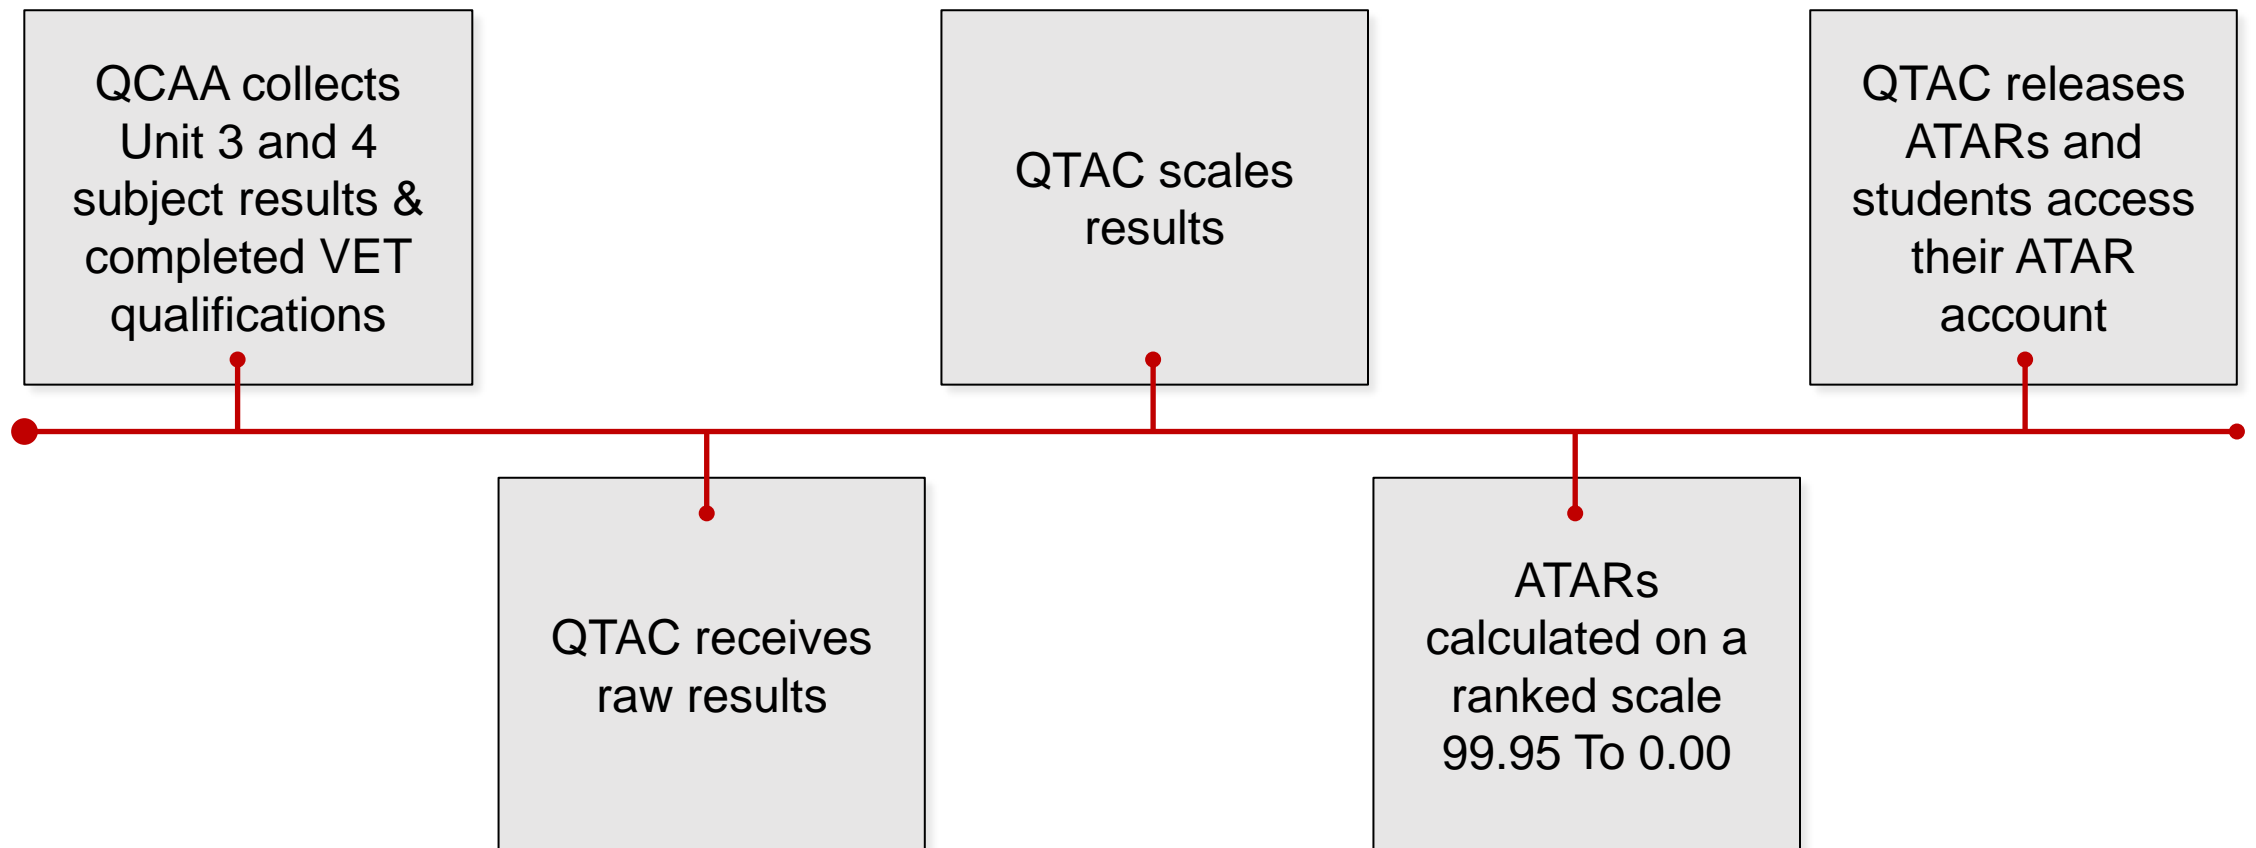 QCAA collects
Unit 3 and 4
subject results &
completed VET
qualifications
QTAC receives
raw results
QTAC scales
results
ATARs
calculated on a
ranked scale
99.95 To 0.00
QTAC releases
ATARs and
students access
their ATAR
account